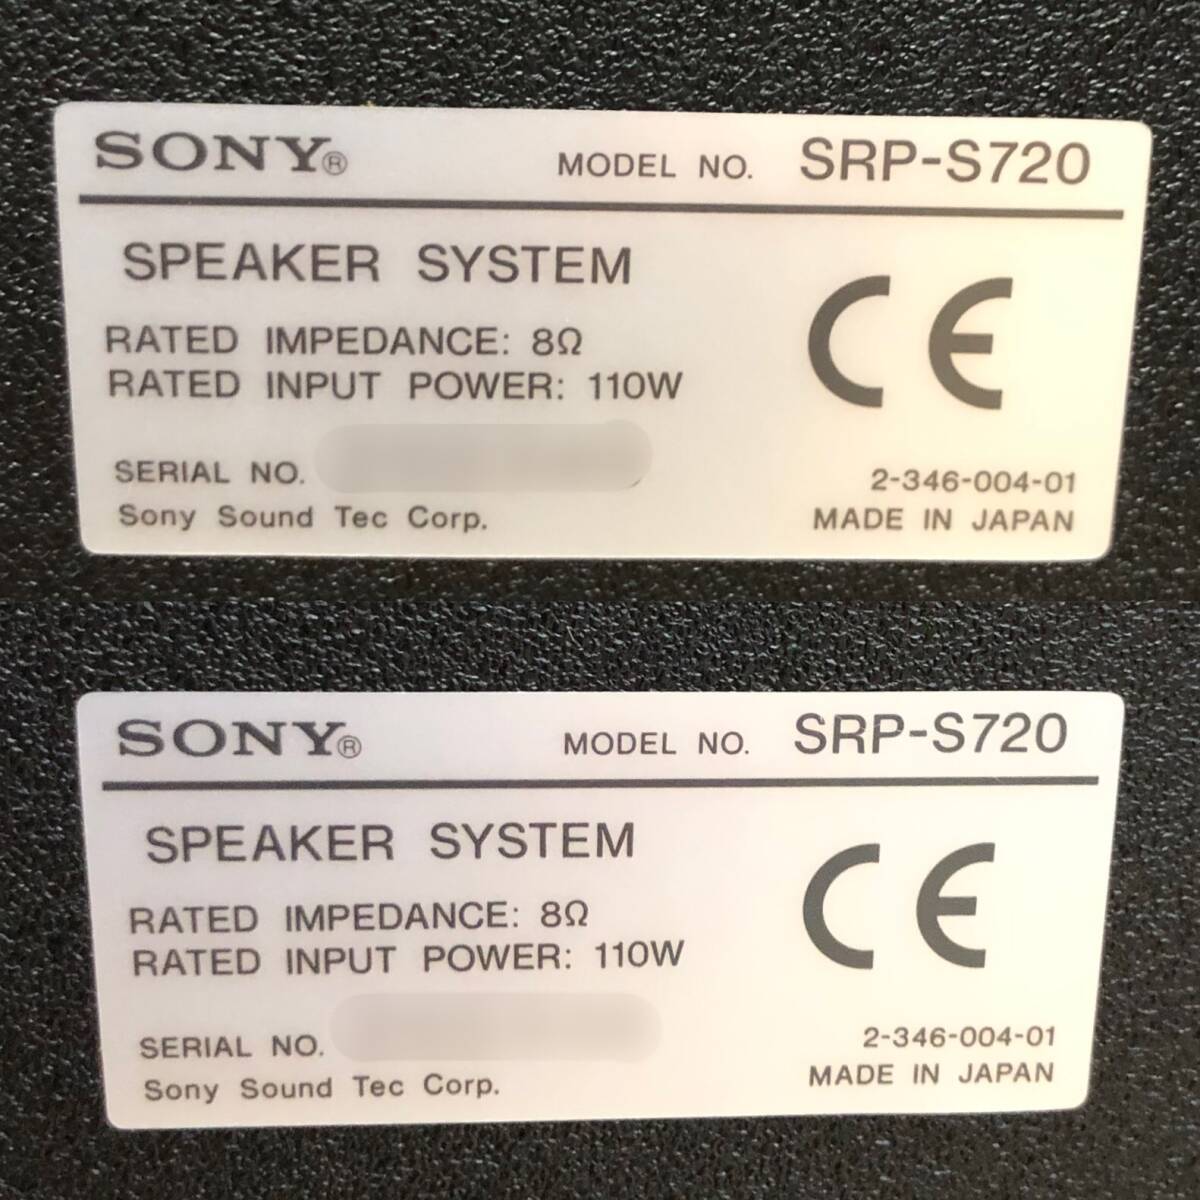 SONY® MODEL NO. SRP-S720
SPEAKER SYSTEM
CE
RATED IMPEDANCE: 8Ω
RATED INPUT POWER: 110W
SERIAL NO. 2-346-004-01
Sony Sound Tec Corp. MADE IN JAPAN
SONY® MODEL NO. SRP-S720
SPEAKER SYSTEM
CE
RATED IMPEDANCE: 8Ω
RATED INPUT POWER: 110W
SERIAL NO. 2-346-004-01
Sony Sound Tec Corp. MADE IN JAPAN